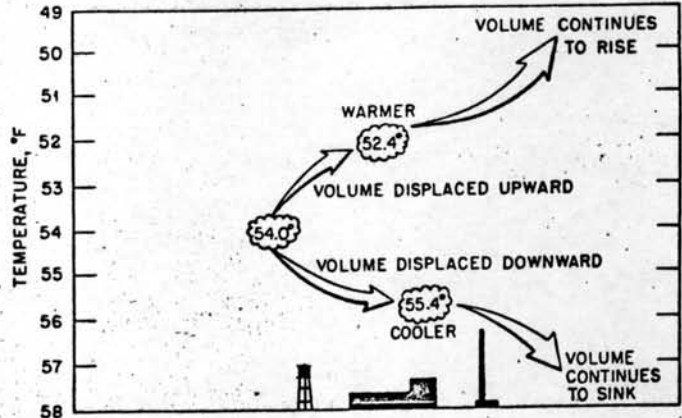 49
50
51
52
53
54
55
56
57
58
TEMPERATURE, °F
VOLUME CONTINUES
TO RISE
WARMER
52.4°
VOLUME DISPLACED UPWARD
54.0°
VOLUME DISPLACED DOWNWARD
55.4°
COOLER
VOLUME
CONTINUES
TO SINK